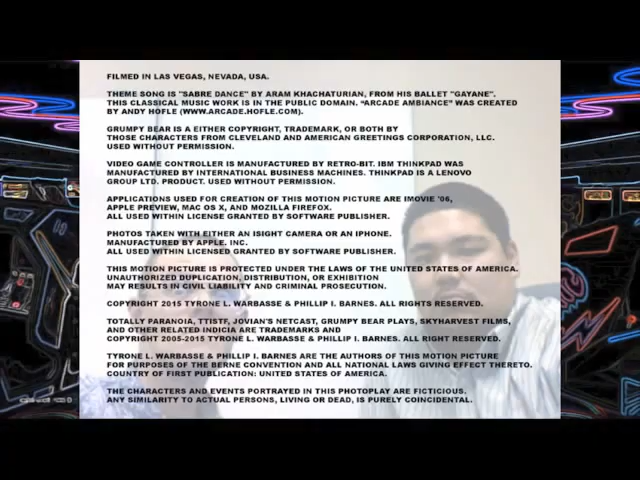 FILMED IN LAS VEGAS, NEVADA, USA.
THEME SONG IS "SABRE DANCE" BY ARAM KHACHATURIAN, FROM HIS BALLET "GAYANE".
THIS CLASSICAL MUSIC WORK IS IN THE PUBLIC DOMAIN. "ARCADE AMBIANCE" WAS CREATED
BY ANDY HOFLE (WWW.ARCADE.HOFLE.COM).
GRUMPY BEAR IS A EITHER COPYRIGHT, TRADEMARK, OR BOTH BY
THOSE CHARACTERS FROM CLEVELAND AND AMERICAN GREETINGS CORPORATION, LLC.
USED WITHOUT PERMISSION.
VIDEO GAME CONTROLLER IS MANUFACTURED BY RETRO-BIT. IBM THINKPAD WAS
MANUFACTURED BY INTERNATIONAL BUSINESS MACHINES. THINKPAD IS A LENOVO
GROUP LTD. PRODUCT. USED WITHOUT PERMISSION.
APPLICATIONS USED FOR CREATION OF THIS MOTION PICTURE ARE IMOVIE '06,
APPLE PREVIEW, MAC OS X, AND MOZILLA FIREFOX.
ALL USED WITHIN LICENSE GRANTED BY SOFTWARE PUBLISHER.
PHOTOS TAKEN WITH EITHER AN ISIGHT CAMERA OR AN IPHONE.
MANUFACTURED BY APPLE. INC.
ALL USED WITHIN LICENSED GRANTED BY SOFTWARE PUBLISHER.
THIS MOTION PICTURE IS PROTECTED UNDER THE LAWS OF THE UNITED STATES OF AMERICA.
UNAUTHORIZED DUPLICATION, DISTRIBUTION, OR EXHIBITION
MAY RESULTS IN CIVIL LIABILITY AND CRIMINAL PROSECUTION.
COPYRIGHT 2015 TYRONE L. WARBASSE & PHILLIP I. BARNES. ALL RIGHTS RESERVED.
TOTALLY PARANOIA, TTISTF, JOVIAN'S NETCAST, GRUMPY BEAR PLAYS, SKYHARVEST FILMS,
AND OTHER RELATED INDICIA ARE TRADEMARKS AND
COPYRIGHT 2005-2015 TYRONE L. WARBASSE & PHILLIP I. BARNES. ALL RIGHT RESERVED.
TYRONE L. WARBASSE & PHILLIP I. BARNES ARE THE AUTHORS OF THIS MOTION PICTURE
FOR PURPOSES OF THE BERNE CONVENTION AND ALL NATIONAL LAWS GIVING EFFECT THERETO.
COUNTRY OF FIRST PUBLICATION: UNITED STATES OF AMERICA.
THE CHARACTERS AND EVENTS PORTRAYED IN THIS PHOTOPLAY ARE FICTICIOUS.
ANY SIMILARITY TO ACTUAL PERSONS, LIVING OR DEAD, IS PURELY COINCIDENTAL.